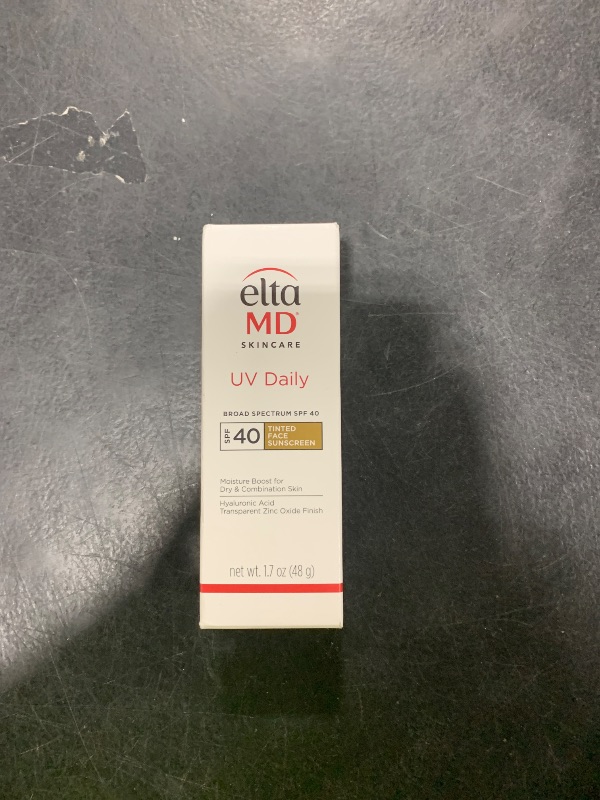 elta
MD®
SKINCARE
UV Daily
BROAD SPECTRUM SPF 40
SPF 40 TINTED
FACE
SUNSCREEN
Moisture Boost for
Dry & Combination Skin
Hyaluronic Acid
Transparent Zinc Oxide Finish
net wt. 1.7 oz (48 g)